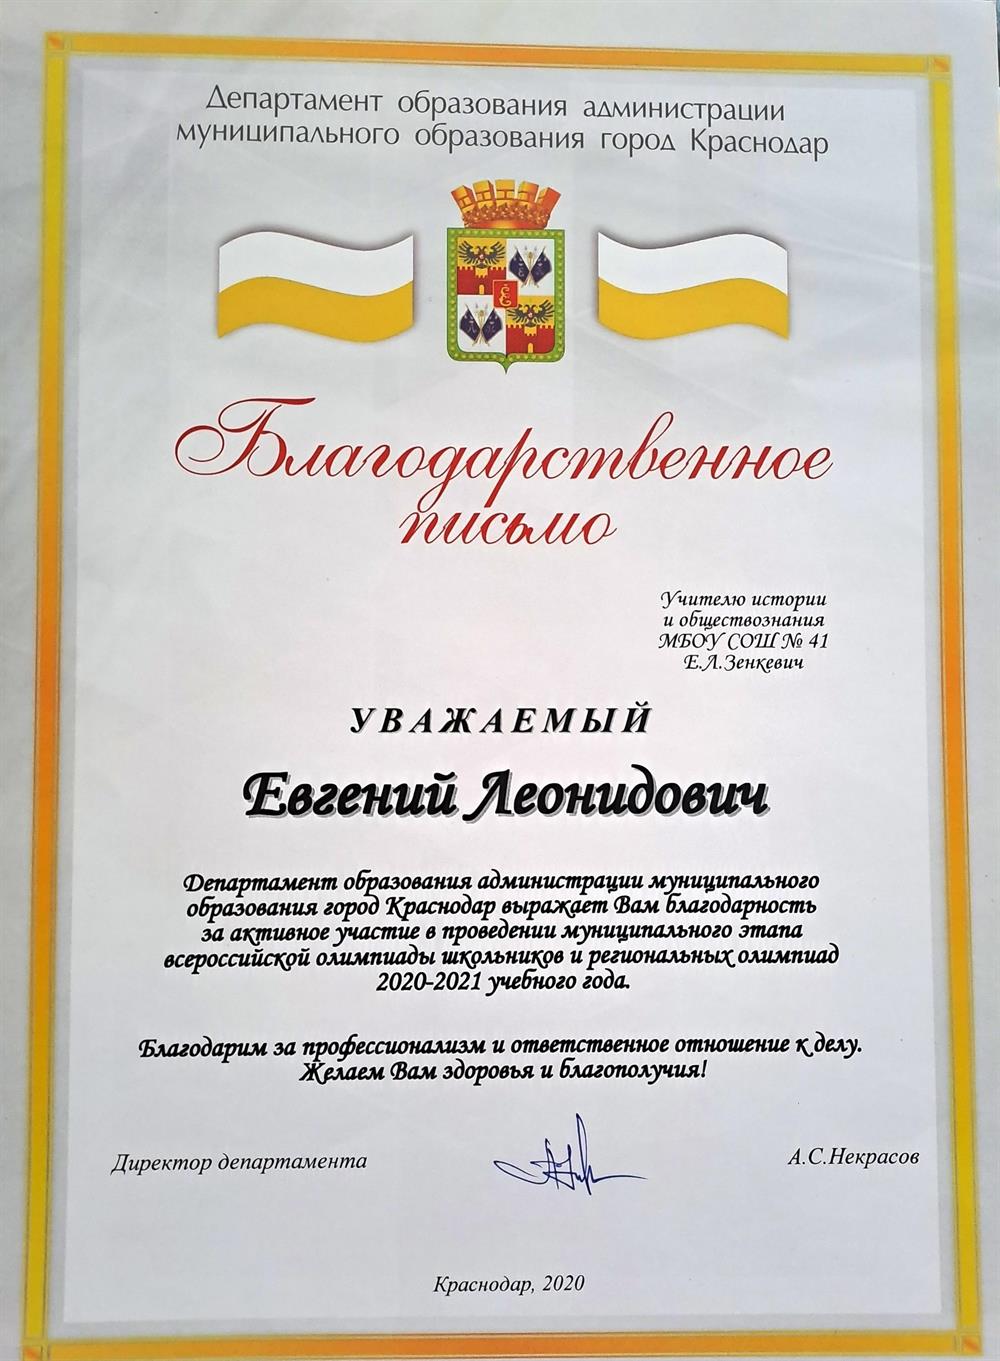 Департамент образования администрации
муниципального образования город Краснодар
Благодарственное
письмо
Учителю истории
и обществознания
МБОУ СОШ № 41
Е.Л.Зенкевич
УВАЖАЕМЫЙ
Евгений Леонидович
Департамент образования администрации муниципального
образования город Краснодар выражает Вам благодарность
за активное участие в проведении муниципального этапа
всероссийской олимпиады школьников и региональных олимпиад
2020-2021 учебного года.
Благодарим за профессионализм и ответственное отношение к делу.
Желаем Вам здоровья и благополучия!
Директор департамента
А.С.Некрасов
Краснодар, 2020